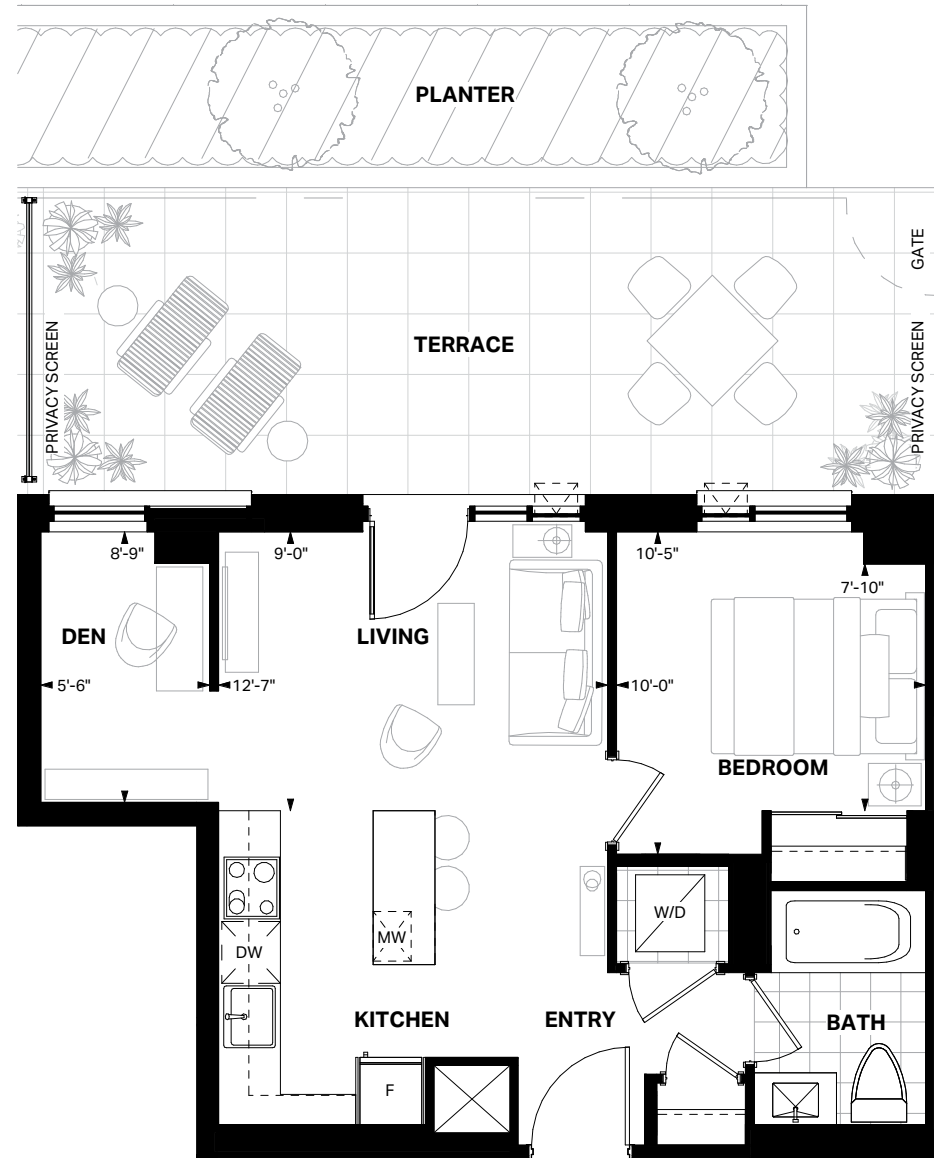 PLANTER
GATE
TERRACE
PRIVACY SCREEN
PRIVACY SCREEN
8'-9"
9'-0"
10'-5"
7'-10"
DEN
LIVING
5'-6"
12'-7"
10'-0"
BEDROOM
W/D
MW
DW
KITCHEN
ENTRY
BATH
F